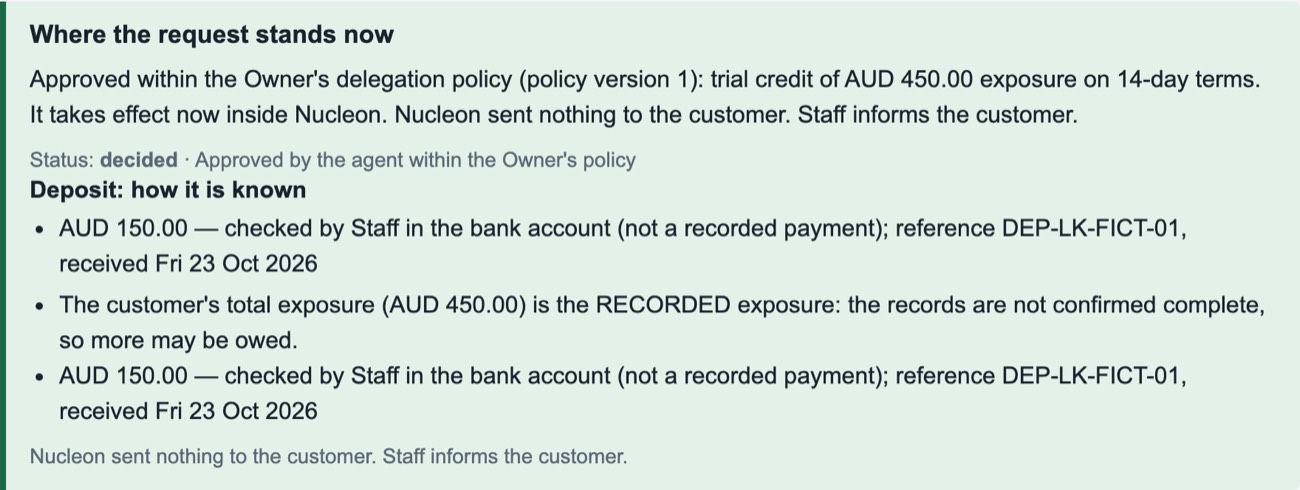 Where the request stands now
Approved within the Owner's delegation policy (policy version 1): trial credit of AUD 450.00 exposure on 14-day terms.
It takes effect now inside Nucleon. Nucleon sent nothing to the customer. Staff informs the customer.
Status: decided · Approved by the agent within the Owner's policy
Deposit: how it is known
• AUD 150.00 — checked by Staff in the bank account (not a recorded payment); reference DEP-LK-FICT-01,
received Fri 23 Oct 2026
• The customer's total exposure (AUD 450.00) is the RECORDED exposure: the records are not confirmed complete,
so more may be owed.
• AUD 150.00 — checked by Staff in the bank account (not a recorded payment); reference DEP-LK-FICT-01,
received Fri 23 Oct 2026
Nucleon sent nothing to the customer. Staff informs the customer.